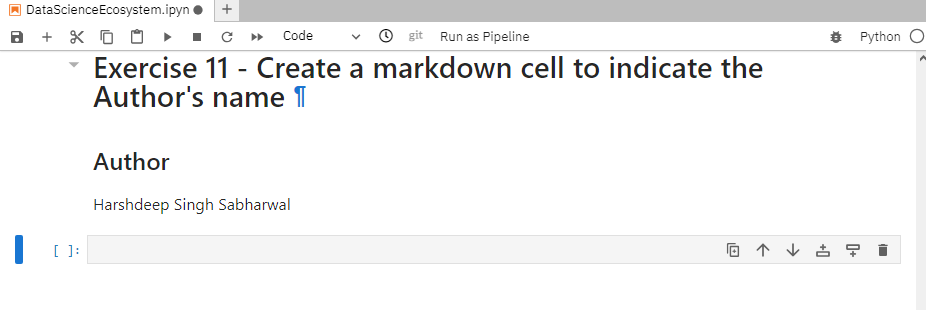 DataScienceEcosystem.ipyn
Code
git
Run as Pipeline
Python
Exercise 11 - Create a markdown cell to indicate the
Author's name ¶
Author
Harshdeep Singh Sabharwal
[ ]: